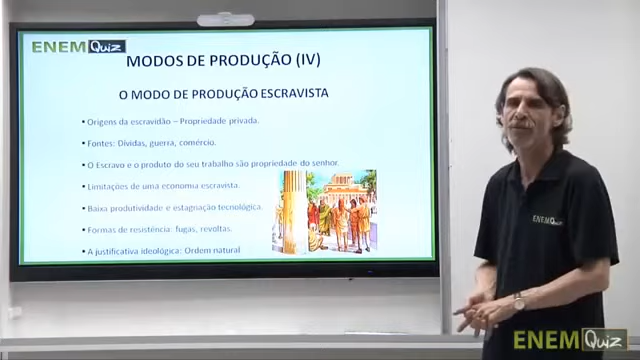 ENEM Quiz
MODOS DE PRODUÇÃO (IV)
O MODO DE PRODUÇÃO ESCRAVISTA
• Origens da escravidão – Propriedade privada.
• Fontes: Dívidas, guerra, comércio.
• O Escravo e o produto do seu trabalho são propriedade do senhor.
• Limitações de uma economia escravista.
• Baixa produtividade e estagnação tecnológica.
• Formas de resistência: fugas, revoltas.
• A justificativa ideológica: Ordem natural
ENEM Quiz
ENEM Quiz